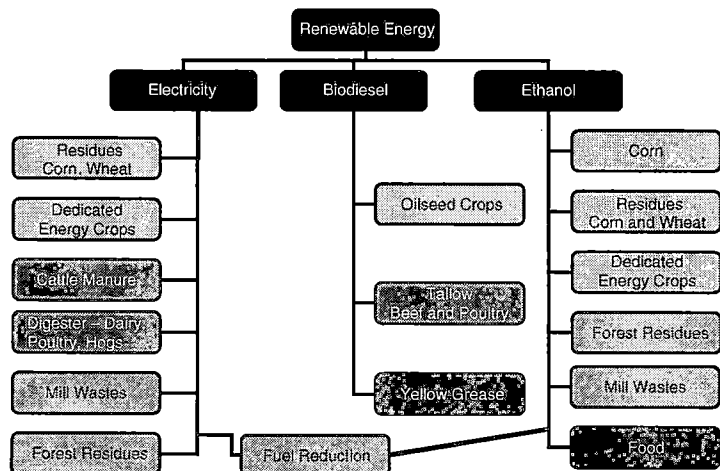 Renewable Energy
Electricity
Biodiesel
Ethanol
Residues
Corn, Wheat
Dedicated
Energy Crops
Cattle Manure
Digester – Dairy,
Poultry, Hogs
Mill Wastes
Forest Residues
Oilseed Crops
Tallow
Beef and Poultry
Yellow Grease
Fuel Reduction
Corn
Residues
Corn and Wheat
Dedicated
Energy Crops
Forest Residues
Mill Wastes
Food